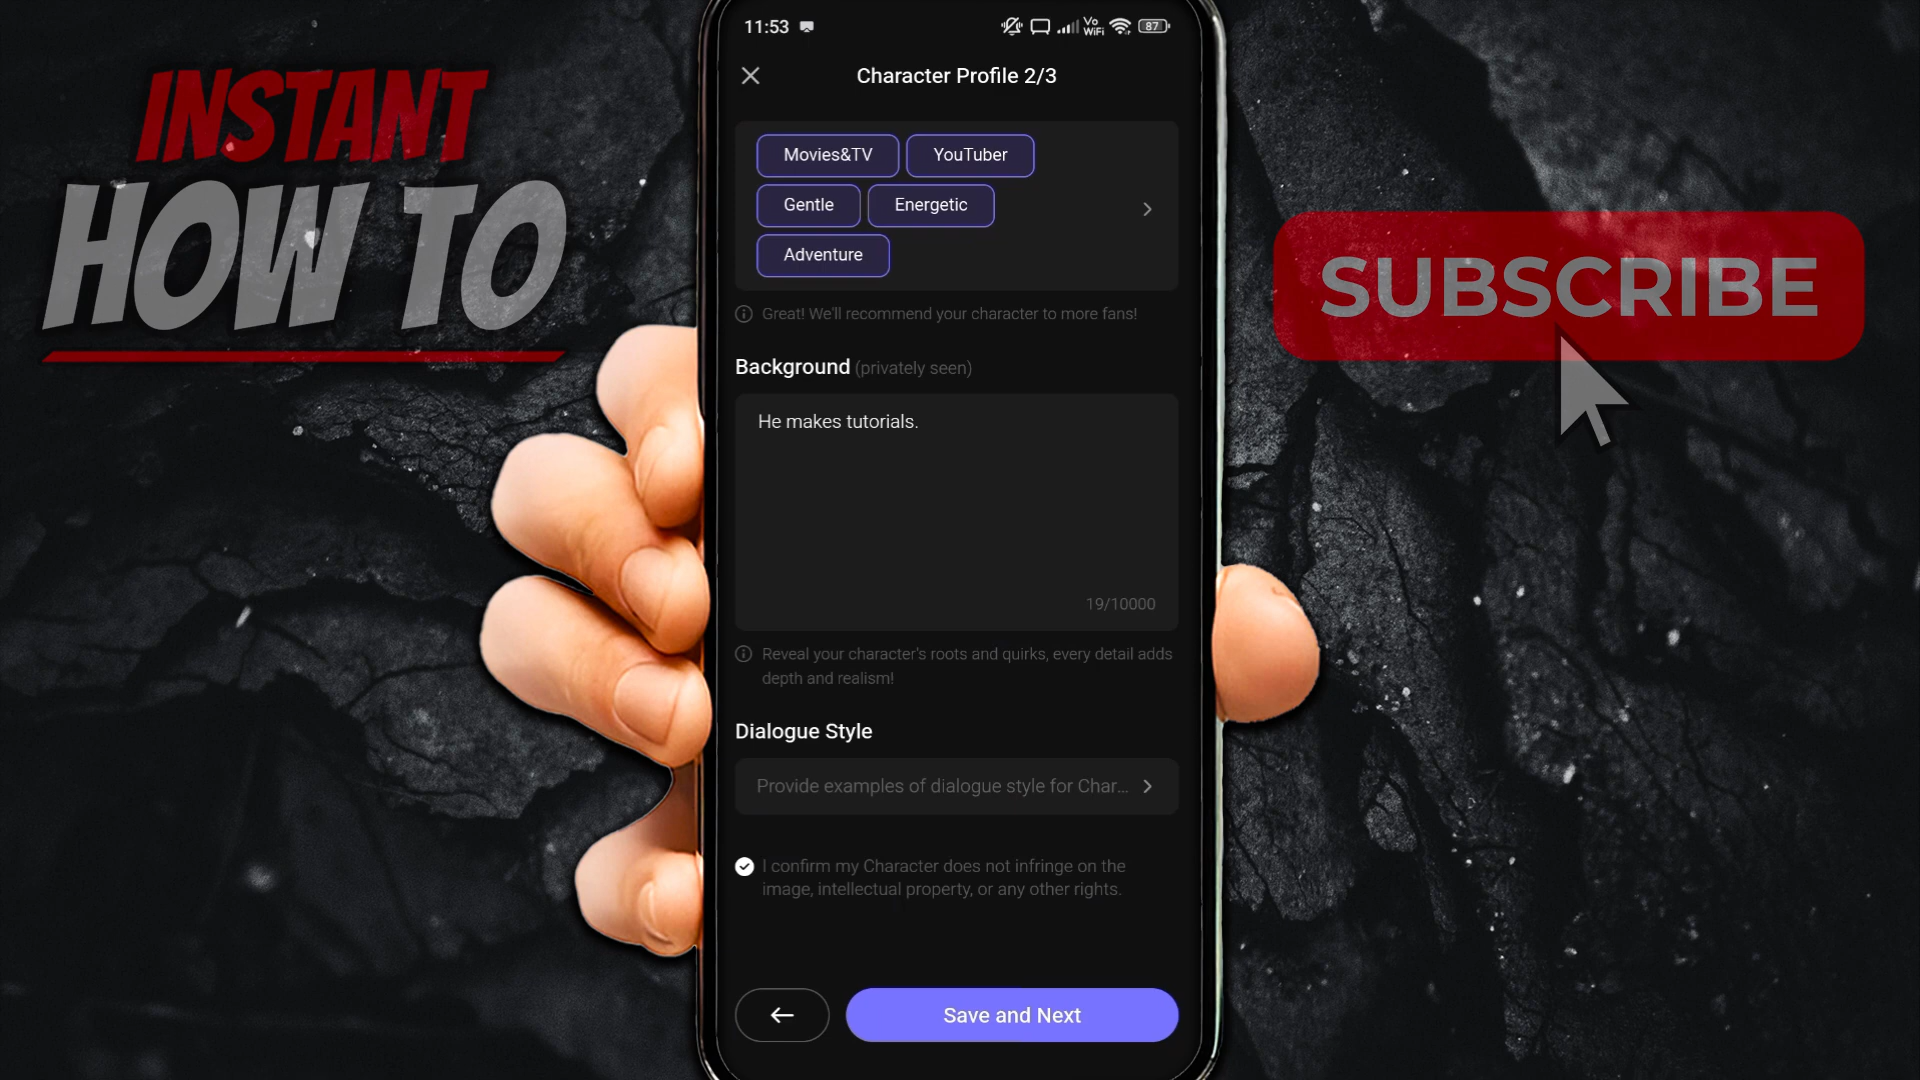 INSTANT
HOW TO
11:53
Vo
WiFi
87
Character Profile 2/3
Movies&TV
YouTuber
Gentle
Energetic
Adventure
Great! We'll recommend your character to more fans!
Background (privately seen)
He makes tutorials.
19/10000
Reveal your character's roots and quirks, every detail adds
depth and realism!
Dialogue Style
Provide examples of dialogue style for Char...
I confirm my Character does not infringe on the
image, intellectual property, or any other rights.
Save and Next
SUBSCRIBE